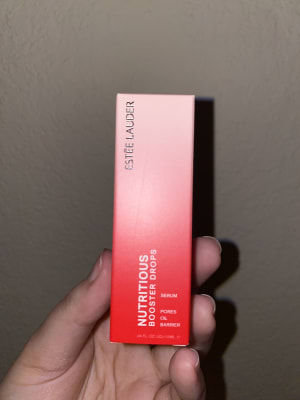 ESTĒE LAUDER
NUTRITIOUS
BOOSTER DROPS
SERUM
PORES
OIL
BARRIER